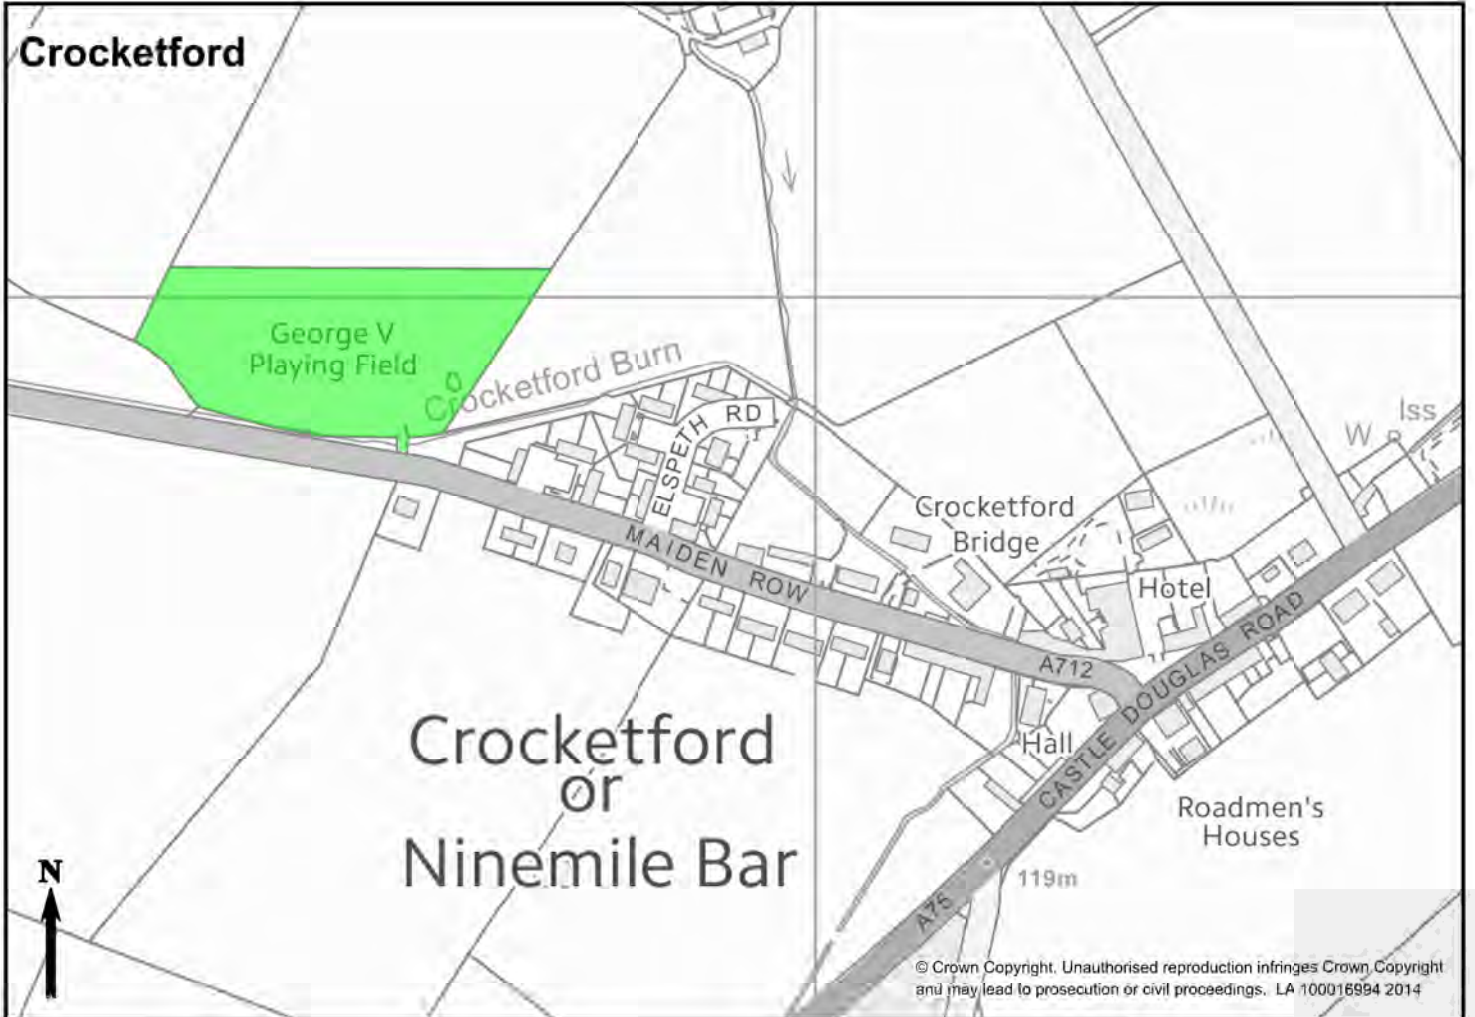 Crocketford
George V
Playing Field
Crocketford Burn
ELSPETH RD
Iss
W
Crocketford
Bridge
MAIDEN ROW
Hotel
A712
CASTLE DOUGLAS ROAD
Hall
Crocketford
or
Ninemile Bar
Roadmen's
Houses
119m
A75
N
© Crown Copyright. Unauthorised reproduction infringes Crown Copyright
and may lead to prosecution or civil proceedings. LA 100016994 2014